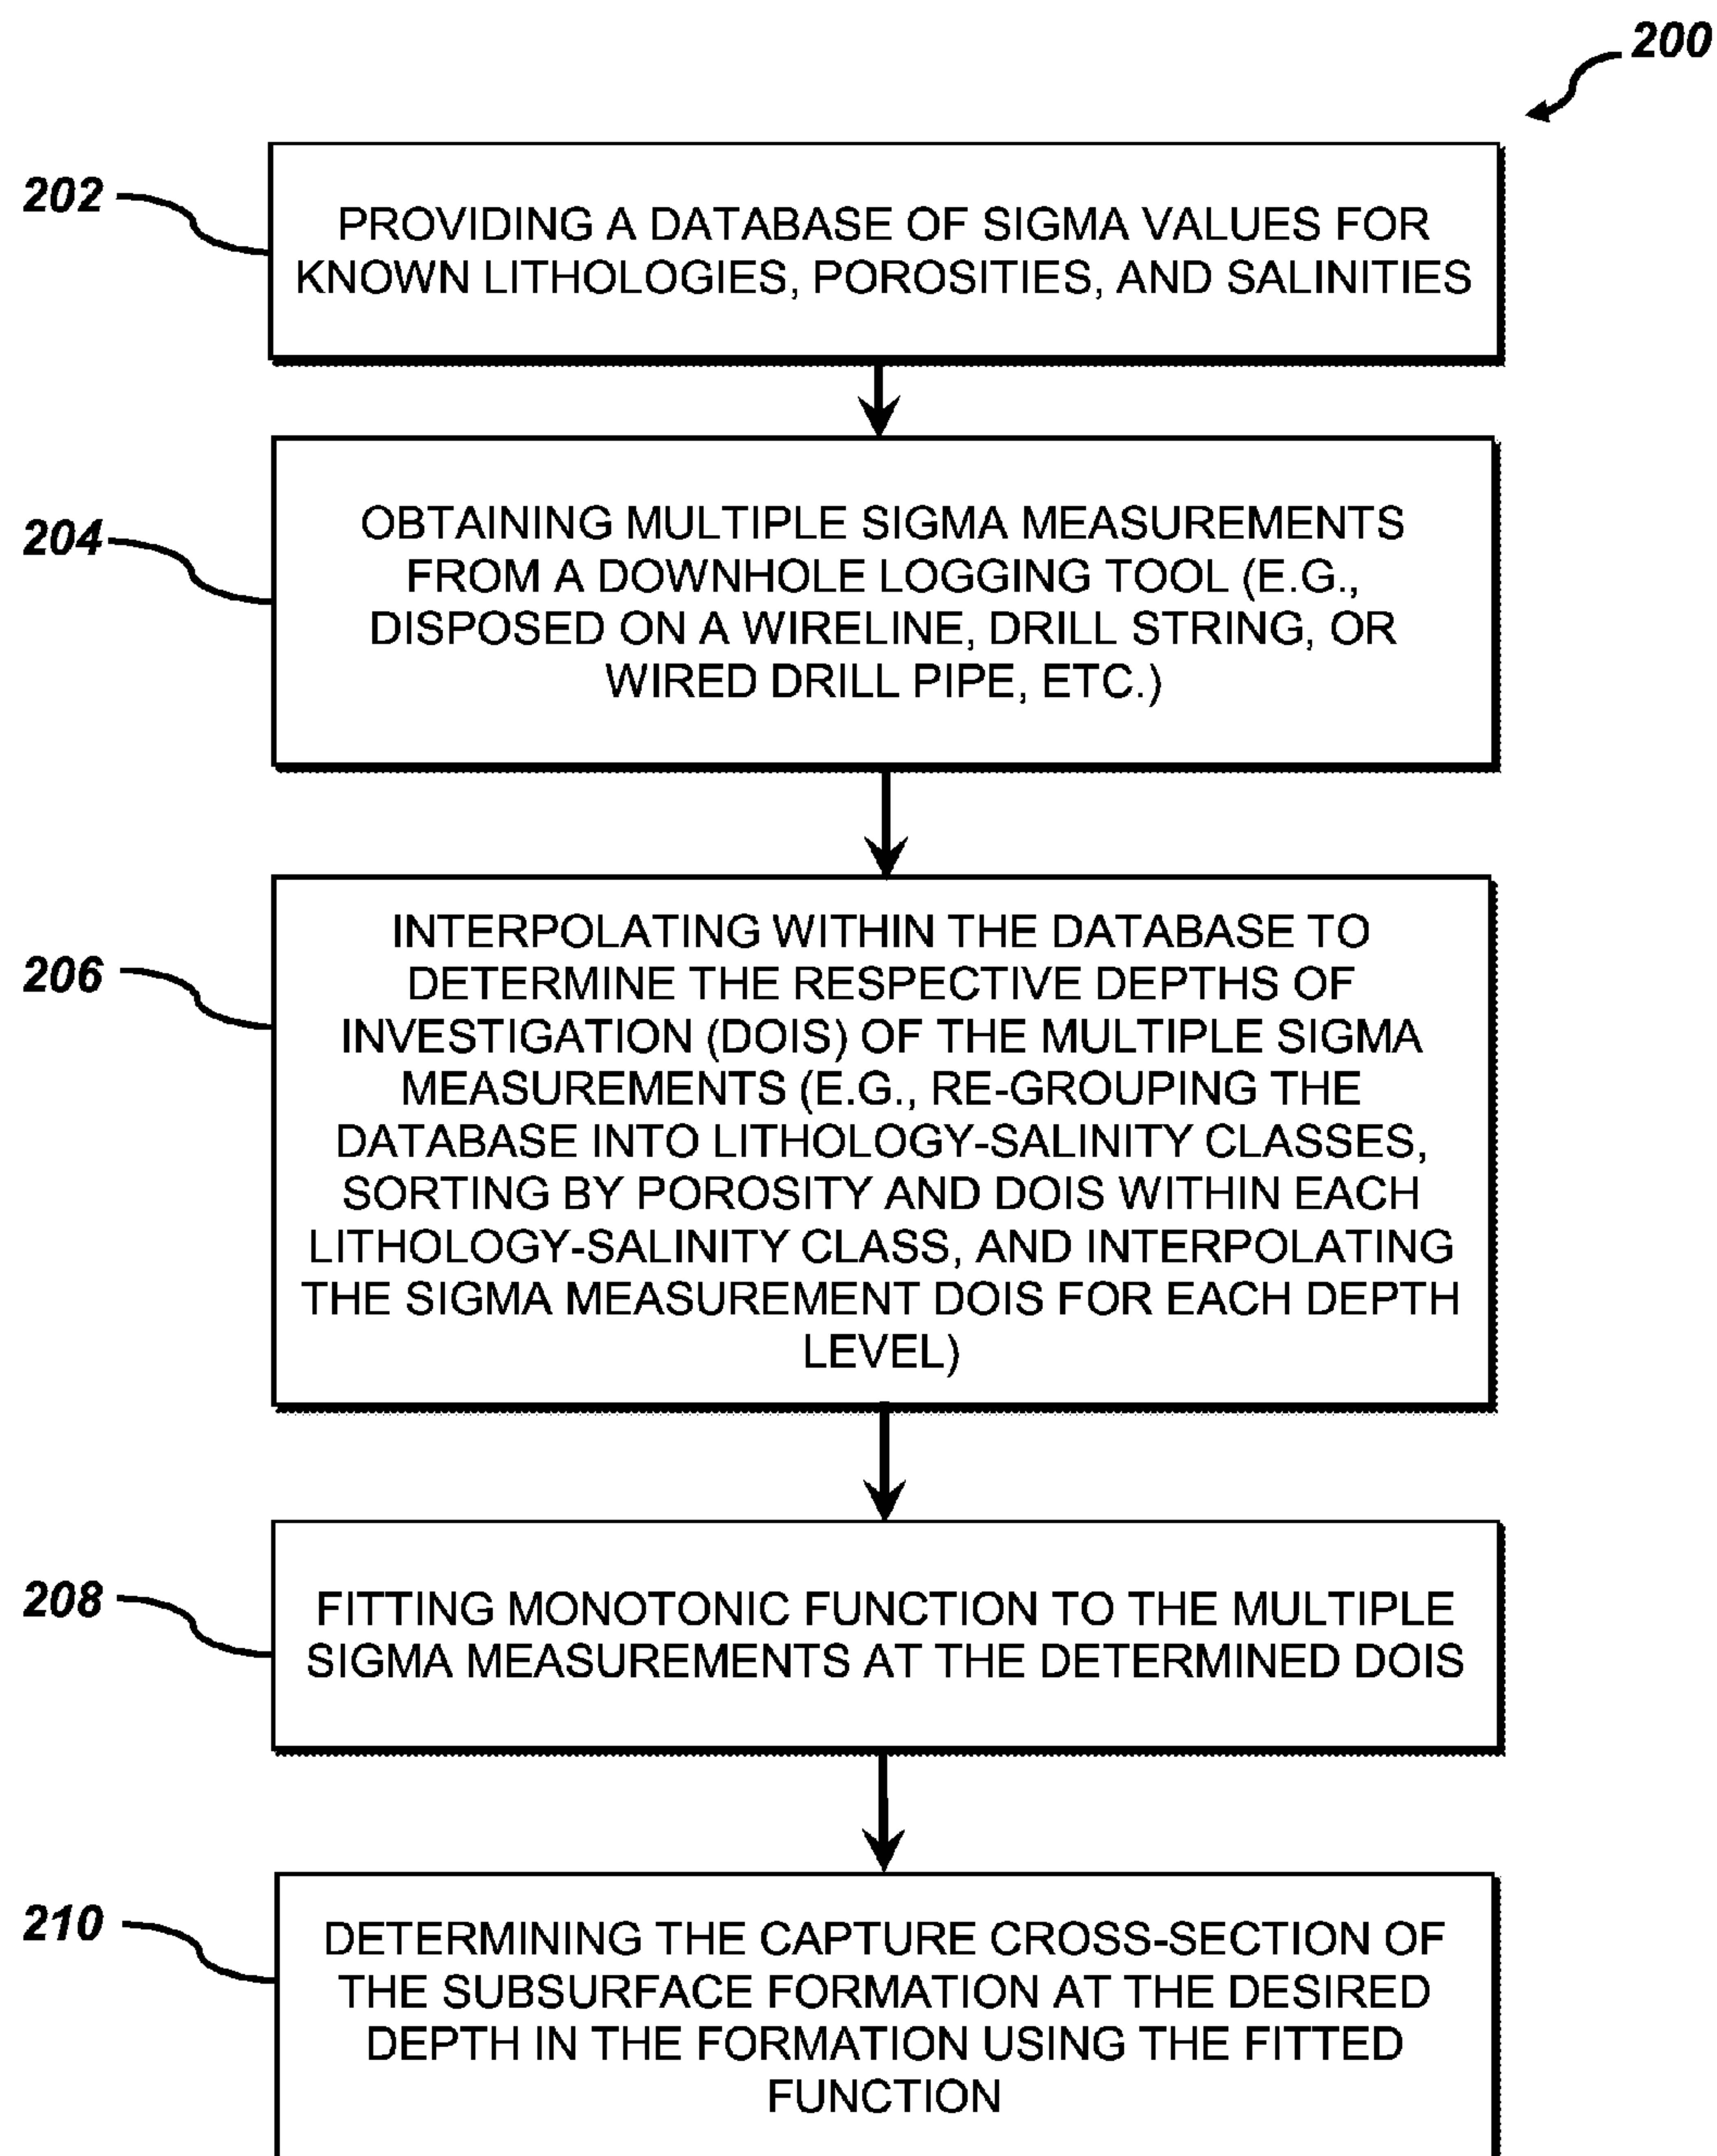 200
202
PROVIDING A DATABASE OF SIGMA VALUES FOR
KNOWN LITHOLOGIES, POROSITIES, AND SALINITIES
204
OBTAINING MULTIPLE SIGMA MEASUREMENTS
FROM A DOWNHOLE LOGGING TOOL (E.G.,
DISPOSED ON A WIRELINE, DRILL STRING, OR
WIRED DRILL PIPE, ETC.)
206
INTERPOLATING WITHIN THE DATABASE TO
DETERMINE THE RESPECTIVE DEPTHS OF
INVESTIGATION (DOIS) OF THE MULTIPLE SIGMA
MEASUREMENTS (E.G., RE-GROUPING THE
DATABASE INTO LITHOLOGY-SALINITY CLASSES,
SORTING BY POROSITY AND DOIS WITHIN EACH
LITHOLOGY-SALINITY CLASS, AND INTERPOLATING
THE SIGMA MEASUREMENT DOIS FOR EACH DEPTH
LEVEL)
208
FITTING MONOTONIC FUNCTION TO THE MULTIPLE
SIGMA MEASUREMENTS AT THE DETERMINED DOIS
210
DETERMINING THE CAPTURE CROSS-SECTION OF
THE SUBSURFACE FORMATION AT THE DESIRED
DEPTH IN THE FORMATION USING THE FITTED
FUNCTION